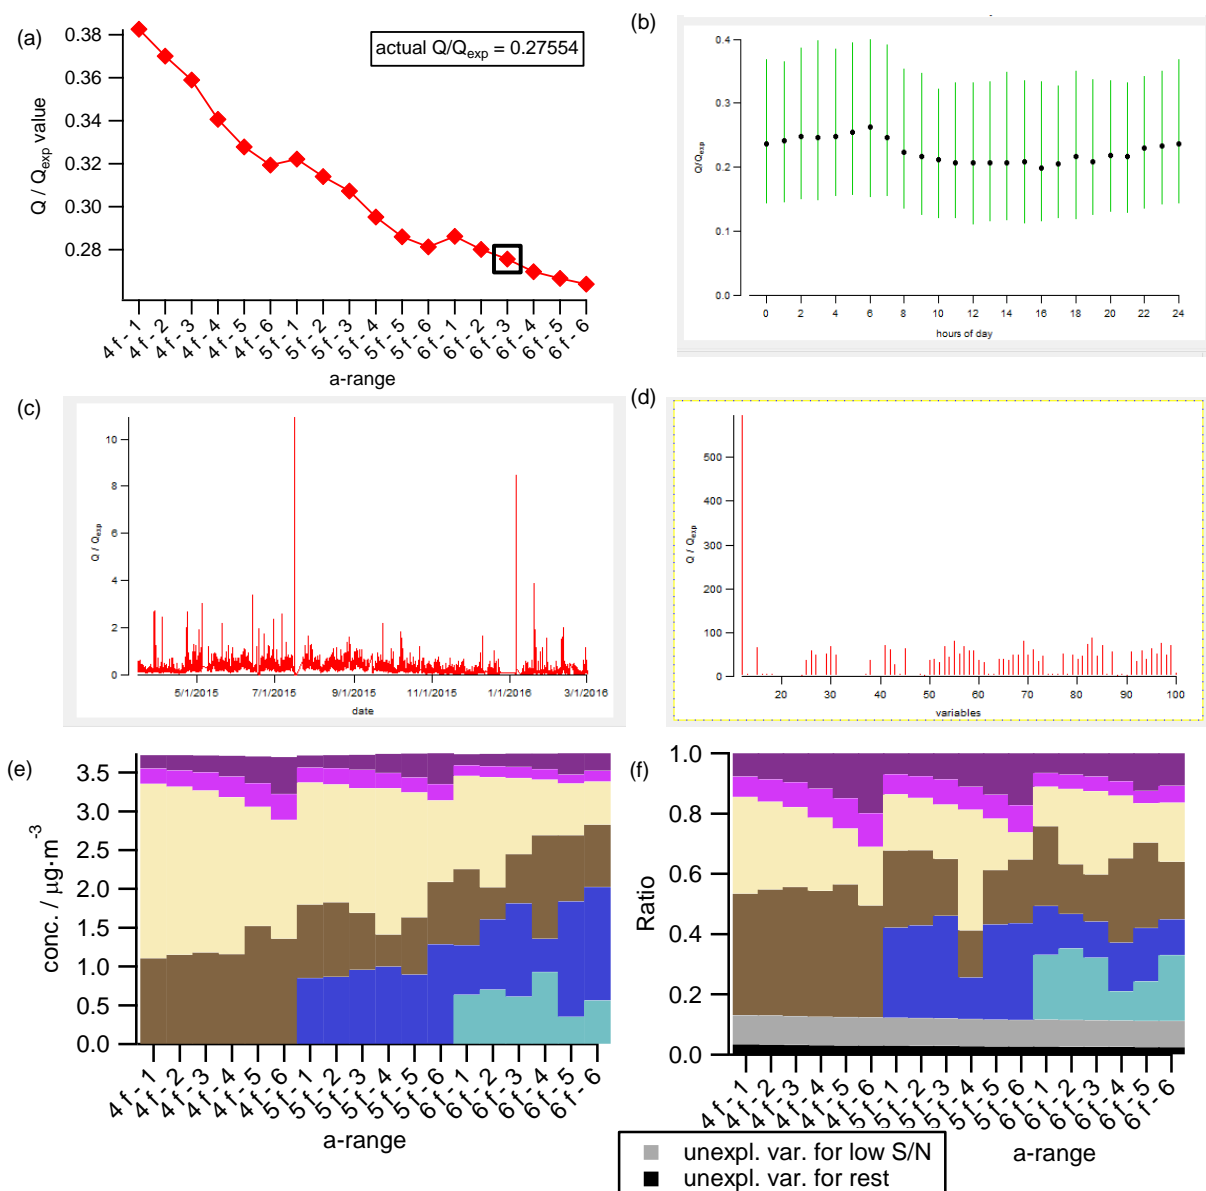 (a)
Q / Qexp value
0.38
0.36
0.34
0.32
0.30
0.28
actual Q/Qexp = 0.27554
4 f - 1
4 f - 2
4 f - 3
4 f - 4
4 f - 5
4 f - 6
5 f - 1
5 f - 2
5 f - 3
5 f - 4
5 f - 5
5 f - 6
6 f - 1
6 f - 2
6 f - 3
6 f - 4
6 f - 5
6 f - 6
a-range
(b)
Q/Qexp
0.4
0.3
0.2
0.1
0.0
0 2 4 6 8 10 12 14 16 18 20 22 24
hours of day
(c)
Q / Qexp
10
8
6
4
2
0
5/1/2015 7/1/2015 9/1/2015 11/1/2015 1/1/2016 3/1/2016
date
(d)
Q / Qexp
500
400
300
200
100
0
20 30 40 50 60 70 80 90 100
variables
(e)
conc. / µg·m-3
3.5
3.0
2.5
2.0
1.5
1.0
0.5
0.0
4 f - 1
4 f - 2
4 f - 3
4 f - 4
4 f - 5
4 f - 6
5 f - 1
5 f - 2
5 f - 3
5 f - 4
5 f - 5
5 f - 6
6 f - 1
6 f - 2
6 f - 3
6 f - 4
6 f - 5
6 f - 6
a-range
(f)
Ratio
1.0
0.8
0.6
0.4
0.2
0.0
4 f - 1
4 f - 2
4 f - 3
4 f - 4
4 f - 5
4 f - 6
5 f - 1
5 f - 2
5 f - 3
5 f - 4
5 f - 5
5 f - 6
6 f - 1
6 f - 2
6 f - 3
6 f - 4
6 f - 5
6 f - 6
a-range
unexpl. var. for low S/N
unexpl. var. for rest